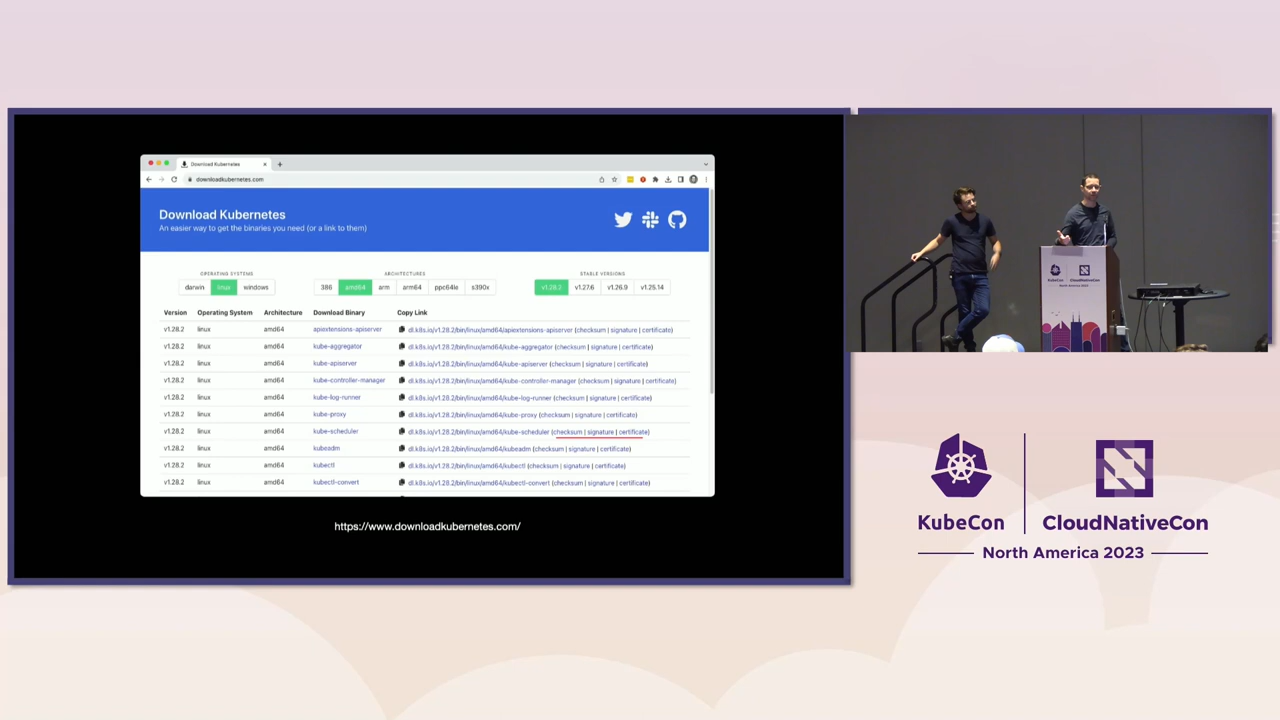 Download Kubernetes
downloadkubernetes.com
Download Kubernetes
An easier way to get the binaries you need (or a link to them)
OPERATING SYSTEMS ARCHITECTURES STABLE VERSIONS
darwin linux windows 386 amd64 arm arm64 ppc64le s390x v1.28.2 v1.27.6 v1.26.9 v1.25.14
Version Operating System Architecture Download Binary Copy Link
v1.28.2 linux amd64 apiextensions-apiserver dl.k8s.io/v1.28.2/bin/linux/amd64/apiextensions-apiserver (checksum | signature | certificate)
v1.28.2 linux amd64 kube-aggregator dl.k8s.io/v1.28.2/bin/linux/amd64/kube-aggregator (checksum | signature | certificate)
v1.28.2 linux amd64 kube-apiserver dl.k8s.io/v1.28.2/bin/linux/amd64/kube-apiserver (checksum | signature | certificate)
v1.28.2 linux amd64 kube-controller-manager dl.k8s.io/v1.28.2/bin/linux/amd64/kube-controller-manager (checksum | signature | certificate)
v1.28.2 linux amd64 kube-log-runner dl.k8s.io/v1.28.2/bin/linux/amd64/kube-log-runner (checksum | signature | certificate)
v1.28.2 linux amd64 kube-proxy dl.k8s.io/v1.28.2/bin/linux/amd64/kube-proxy (checksum | signature | certificate)
v1.28.2 linux amd64 kube-scheduler dl.k8s.io/v1.28.2/bin/linux/amd64/kube-scheduler (checksum | signature | certificate)
v1.28.2 linux amd64 kubeadm dl.k8s.io/v1.28.2/bin/linux/amd64/kubeadm (checksum | signature | certificate)
v1.28.2 linux amd64 kubectl dl.k8s.io/v1.28.2/bin/linux/amd64/kubectl (checksum | signature | certificate)
v1.28.2 linux amd64 kubectl-convert dl.k8s.io/v1.28.2/bin/linux/amd64/kubectl-convert (checksum | signature | certificate)
https://www.downloadkubernetes.com/
KubeCon CloudNativeCon
North America 2023